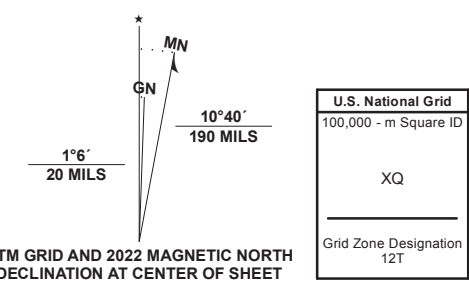 MN
GN
10°40´
190 MILS
1°6´
20 MILS
TM GRID AND 2022 MAGNETIC NORTH
DECLINATION AT CENTER OF SHEET
U.S. National Grid
100,000 - m Square ID
XQ
Grid Zone Designation
12T